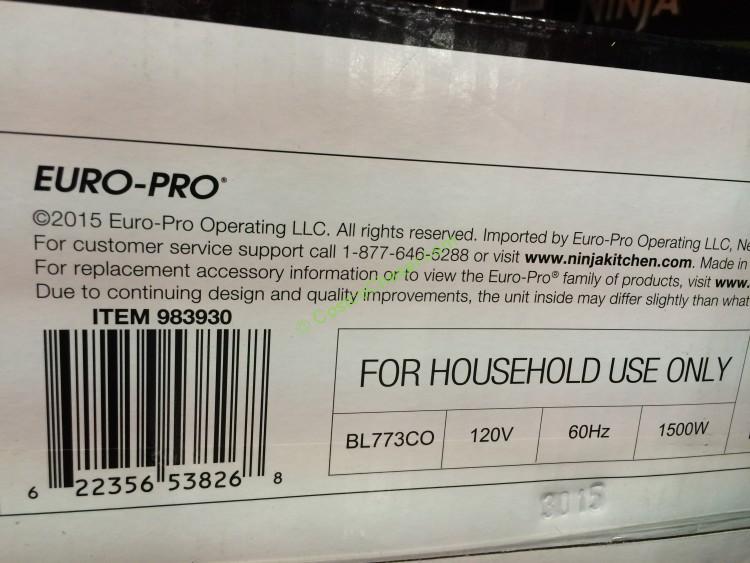 NINJA
EURO-PRO®
©2015 Euro-Pro Operating LLC. All rights reserved. Imported by Euro-Pro Operating LLC,
For customer service support call 1-877-646-5288 or visit www.ninjakitchen.com. Made in
For replacement accessory information or to view the Euro-Pro® family of products, visit www.
Due to continuing design and quality improvements, the unit inside may differ slightly than what
ITEM 983930
FOR HOUSEHOLD USE ONLY
BL773CO 120V 60Hz 1500W
6 22356 53826 8
3015